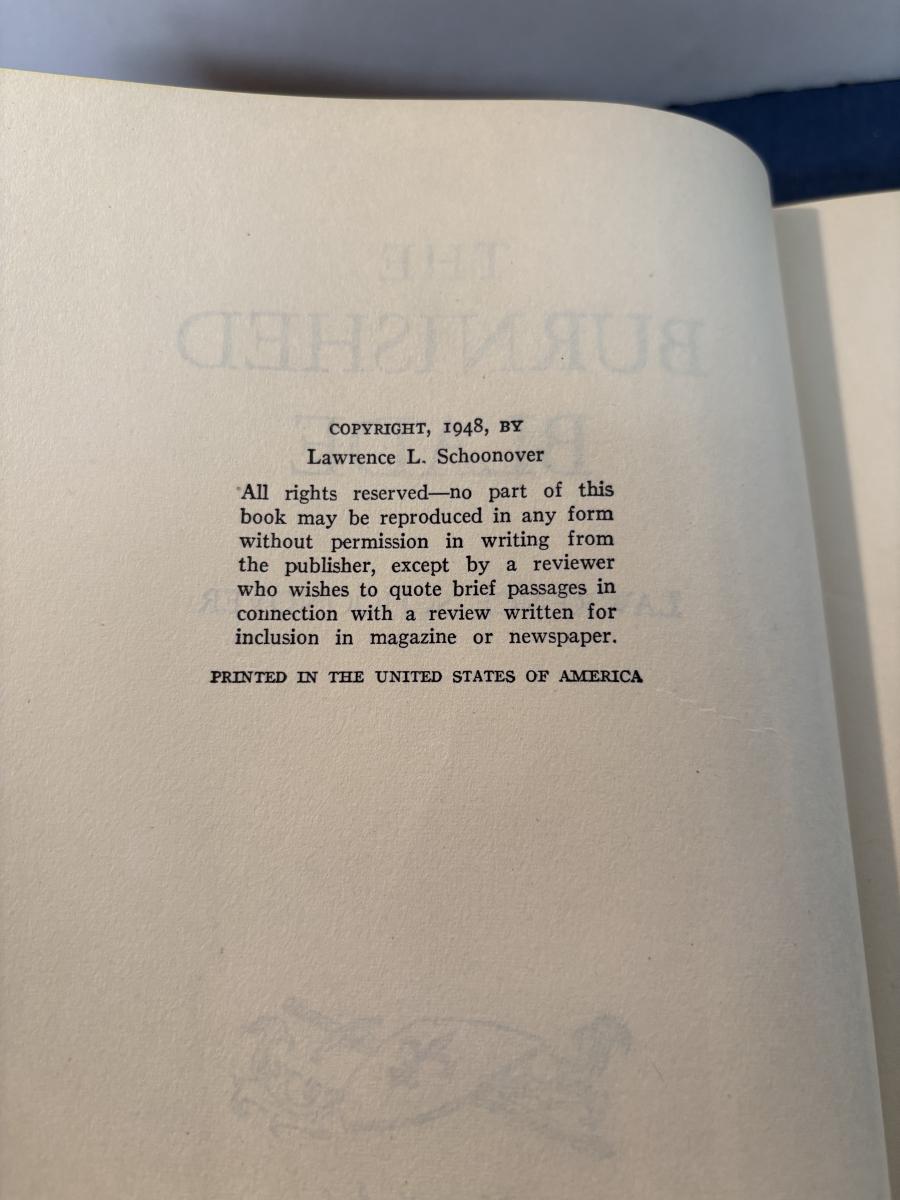 THE
BURNISHED
COPYRIGHT, 1948, BY
Lawrence L. Schoonover
All rights reserved—no part of this
book may be reproduced in any form
without permission in writing from
the publisher, except by a reviewer
who wishes to quote brief passages in
connection with a review written for
inclusion in magazine or newspaper.
PRINTED IN THE UNITED STATES OF AMERICA